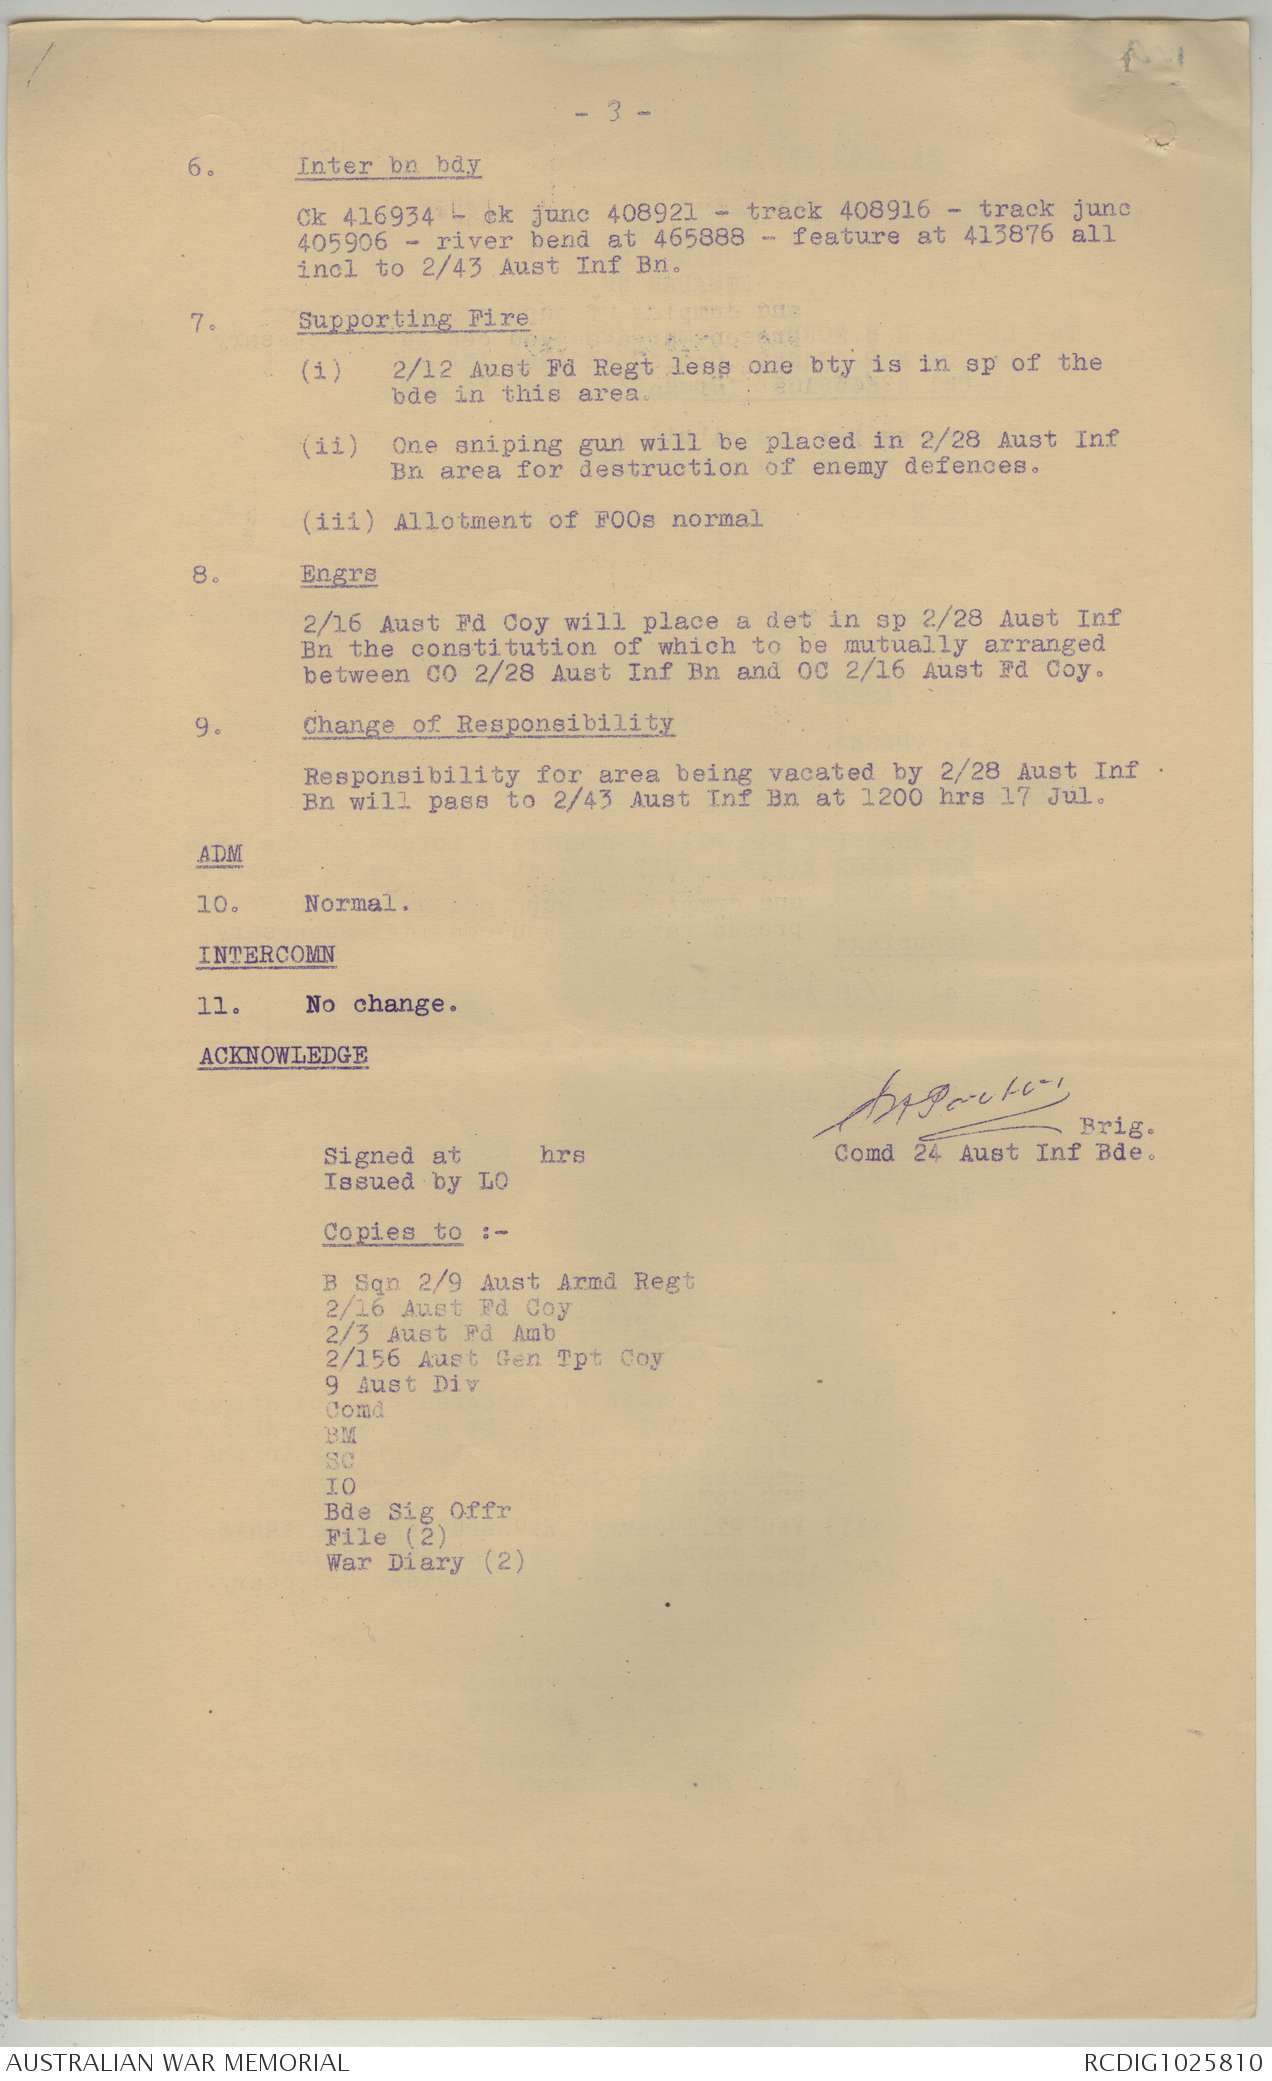 - 3 -
6. Inter bn bdy
Ck 416934 - ck junc 408921 - track 408916 - track junc
405906 - river bend at 465888 - feature at 413876 all
incl to 2/43 Aust Inf Bn.
7. Supporting Fire
(i) 2/12 Aust Fd Regt less one bty is in sp of the
bde in this area.
(ii) One sniping gun will be placed in 2/28 Aust Inf
Bn area for destruction of enemy defences.
(iii) Allotment of FOOs normal
8. Engrs
2/16 Aust Fd Coy will place a det in sp 2/28 Aust Inf
Bn the constitution of which to be mutually arranged
between CO 2/28 Aust Inf Bn and OC 2/16 Aust Fd Coy.
9. Change of Responsibility
Responsibility for area being vacated by 2/28 Aust Inf
Bn will pass to 2/43 Aust Inf Bn at 1200 hrs 17 Jul.
ADM
10. Normal.
INTERCOMN
11. No change.
ACKNOWLEDGE
Brig.
Signed at hrs Comd 24 Aust Inf Bde.
Issued by LO
Copies to :-
B Sqn 2/9 Aust Armd Regt
2/16 Aust Fd Coy
2/3 Aust Fd Amb
2/156 Aust Gen Tpt Coy
9 Aust Div
Comd
BM
SC
IO
Bde Sig Offr
File (2)
War Diary (2)
AUSTRALIAN WAR MEMORIAL RCDIG1025810